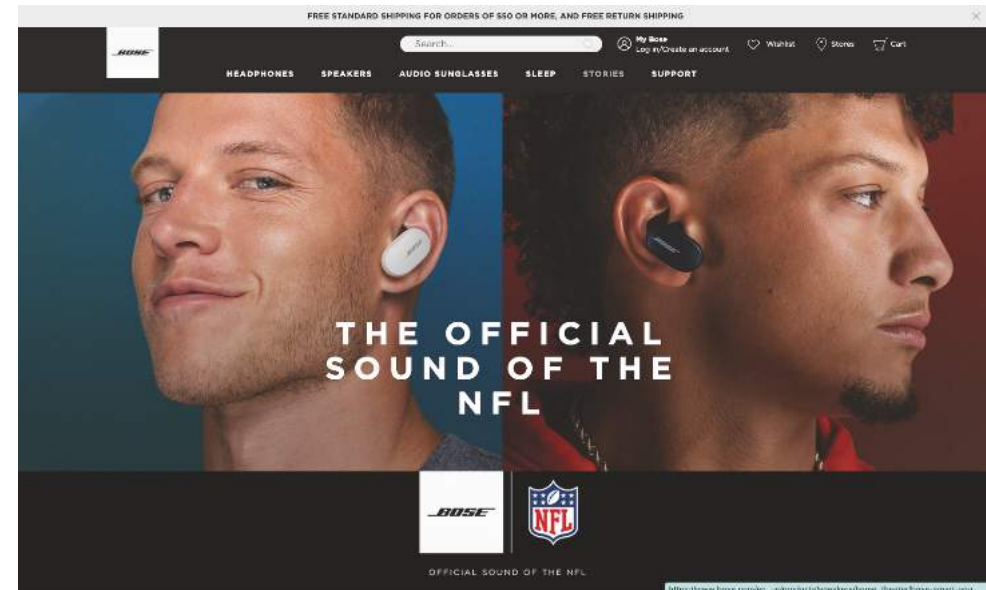 FREE STANDARD SHIPPING FOR ORDERS OF $50 OR MORE, AND FREE RETURN SHIPPING
BOSE
Search...
My Bose
Log in/Create an account
Wishlist
Stores
Cart
HEADPHONES
SPEAKERS
AUDIO SUNGLASSES
SLEEP
STORIES
SUPPORT
BOSE
BOSE
THE OFFICIAL
SOUND OF THE
NFL
BOSE
NFL
OFFICIAL SOUND OF THE NFL